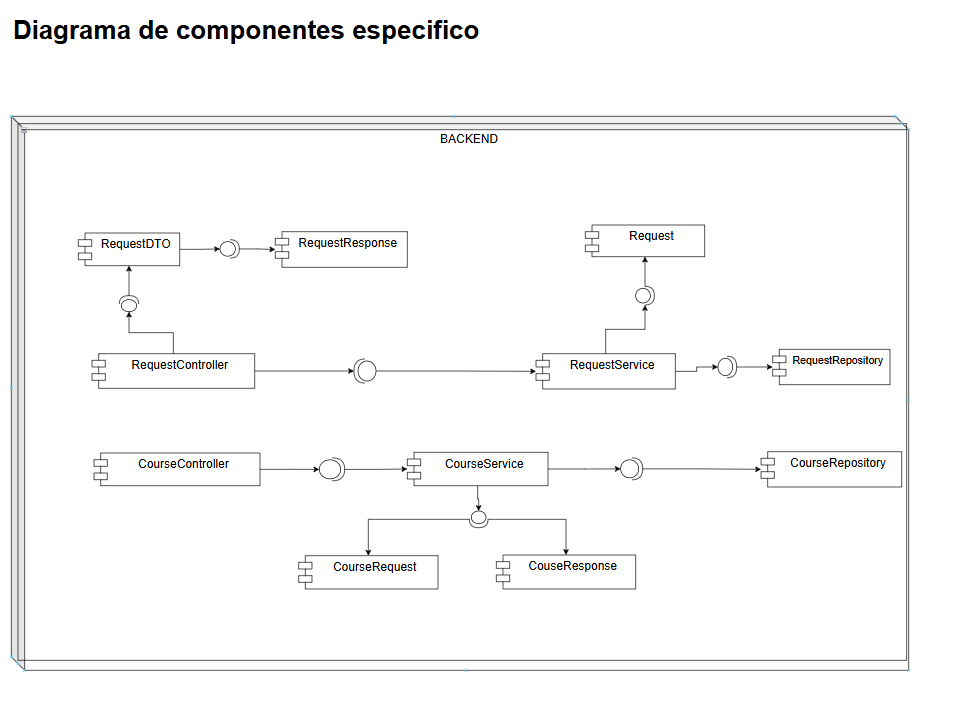 Diagrama de componentes especifico
BACKEND
RequestDTO
RequestResponse
Request
RequestController
RequestService
RequestRepository
CourseController
CourseService
CourseRepository
CourseRequest
CouseResponse